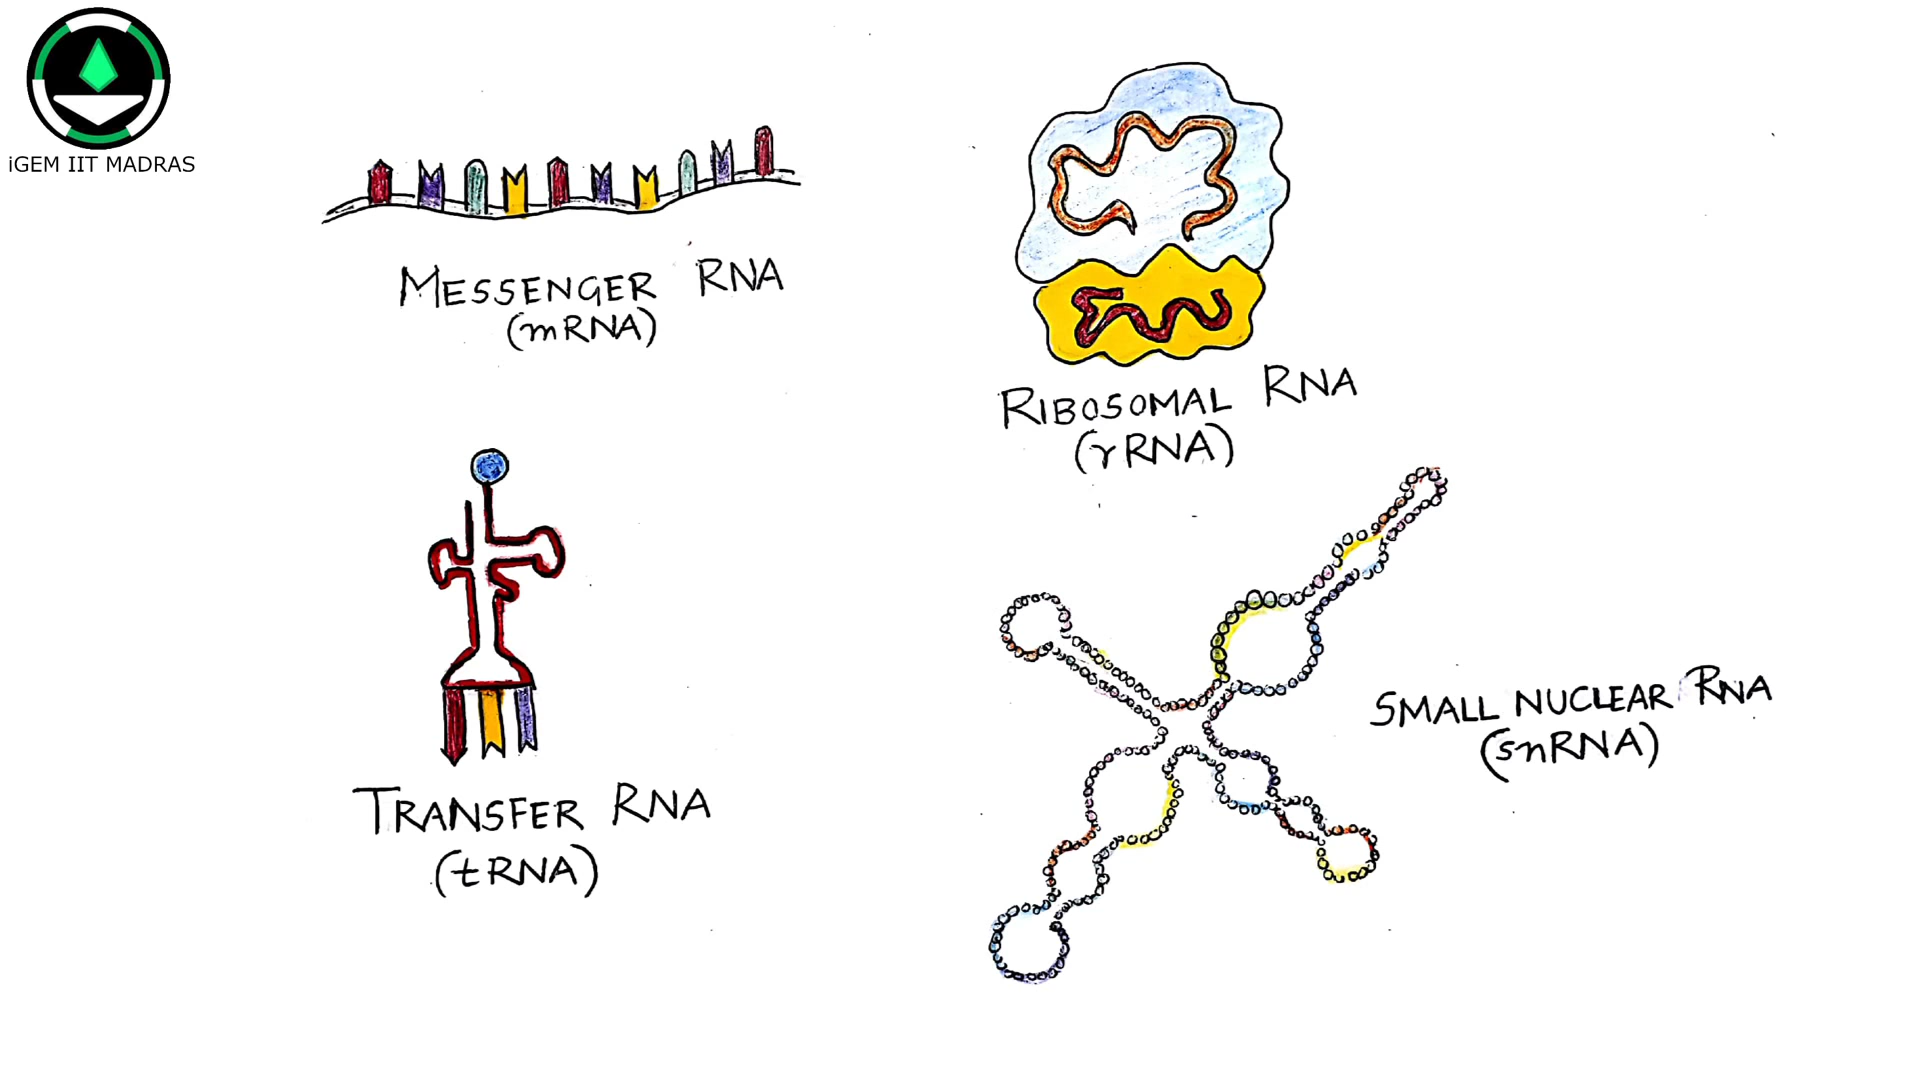 iGEM IIT MADRAS
MESSENGER RNA
(mRNA)
RIBOSOMAL RNA
(rRNA)
TRANSFER RNA
(tRNA)
SMALL NUCLEAR RNA
(snRNA)